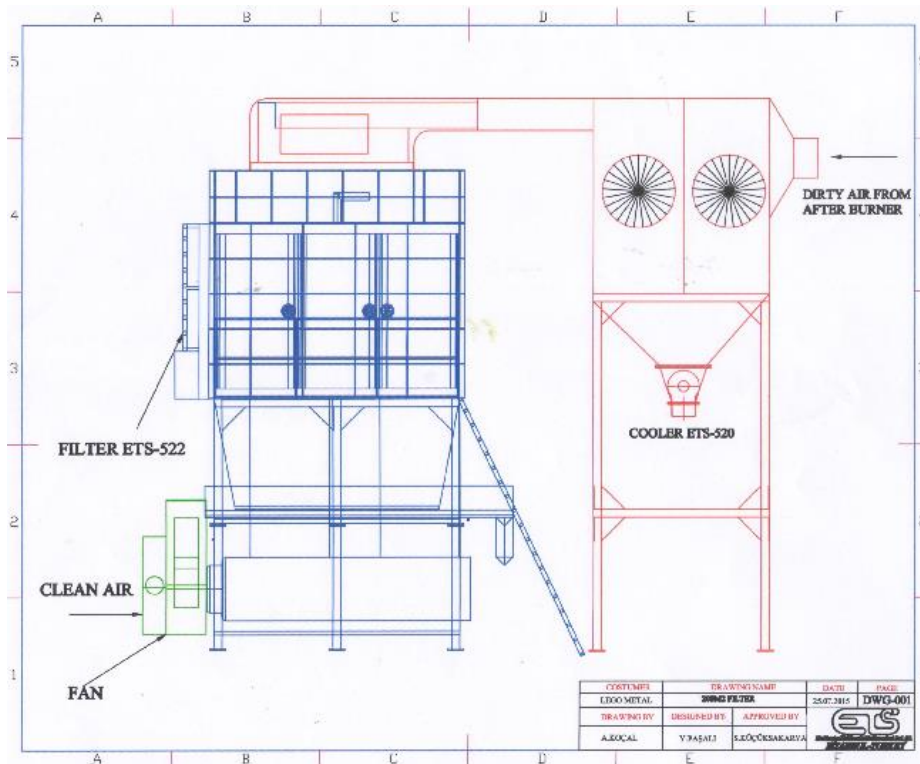 A B C D E F
5
4
3
2
1
DIRTY AIR FROM
AFTER BURNER
FILTER ETS-522
COOLER ETS-520
CLEAN AIR
FAN
COSTUMER DRAWING NAME DATE PAGE
LEGO METAL FILTER 25.07.2015 DWG-001
DRAWING BY DESIGNED BY APPROVED BY
A.KOÇAL Y.BAŞALI S.KÜÇÜKSAKARYA
ETS
A B C D E F